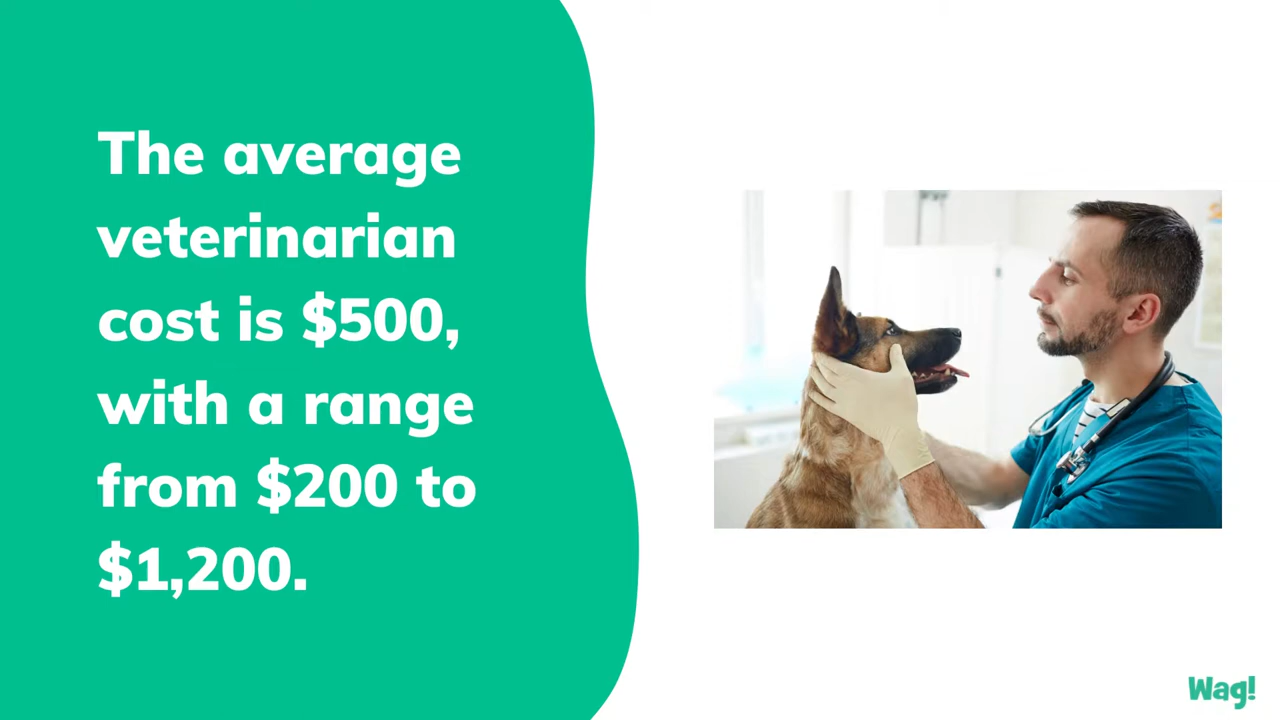 The average
veterinarian
cost is $500,
with a range
from $200 to
$1,200.
Wag!